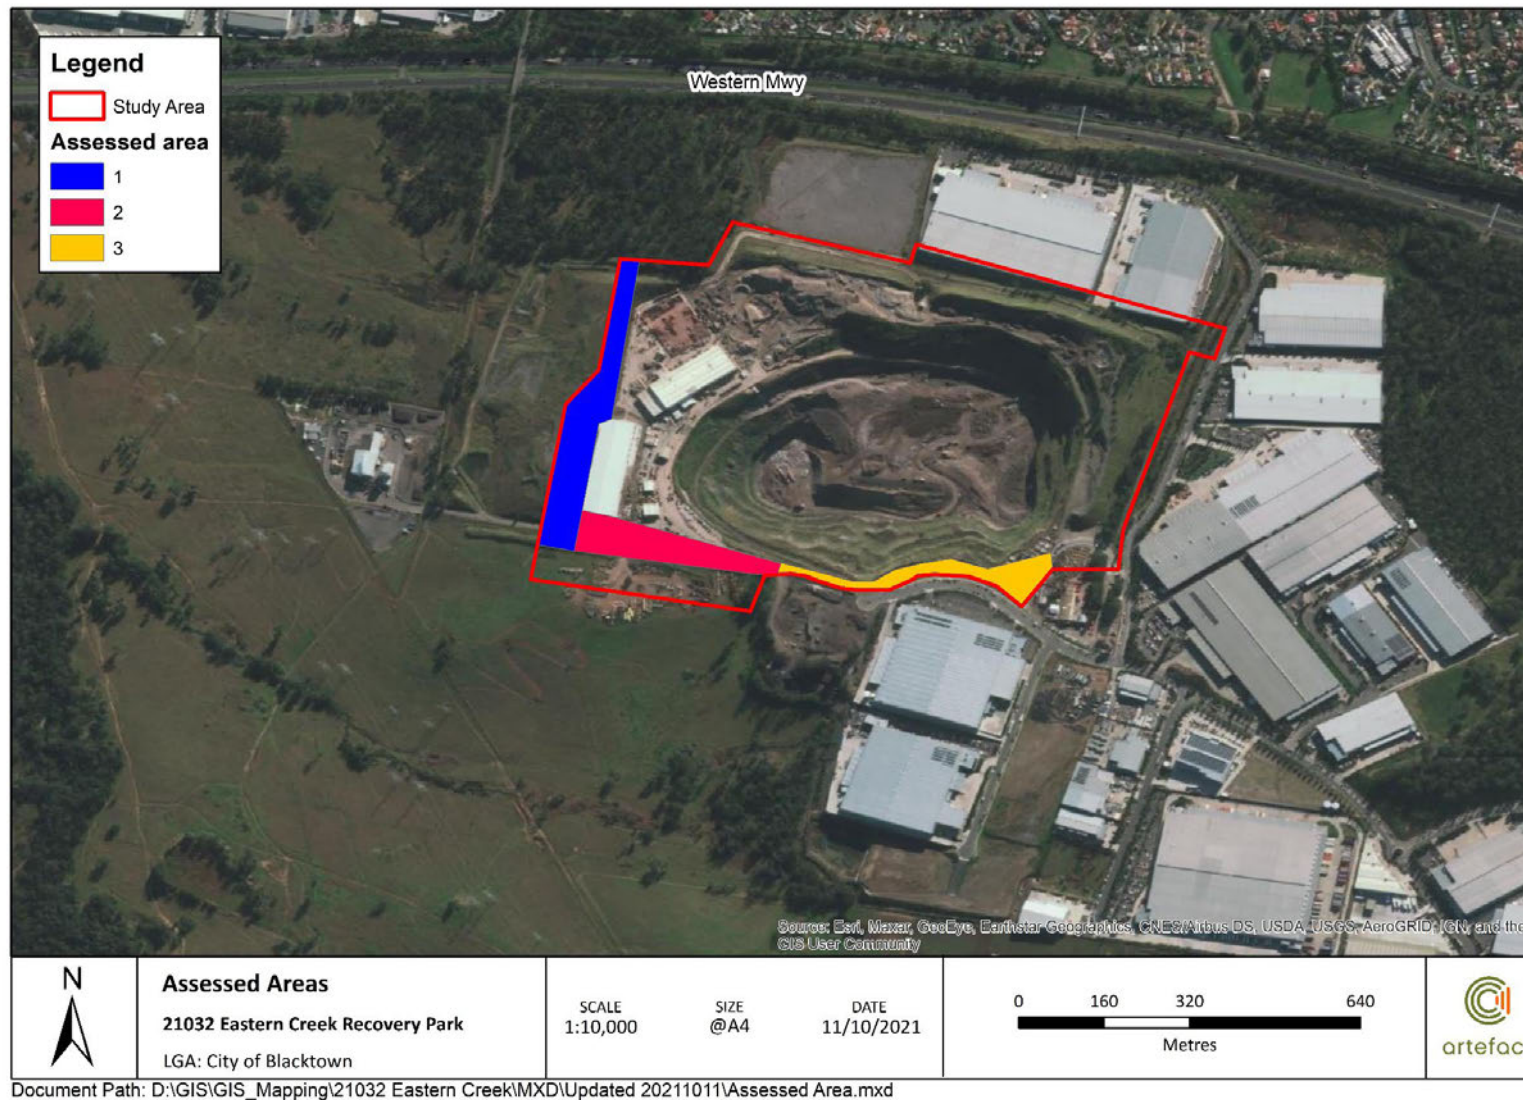 Western Mwy
Legend
Study Area
Assessed area
1
2
3
Source: Esri, Maxar, GeoEye, Earthstar Geographics, CNES/Airbus DS, USDA, USGS, AeroGRID, IGN, and the
GIS User Community
N
Assessed Areas
21032 Eastern Creek Recovery Park
LGA: City of Blacktown
SCALE
1:10,000
SIZE
@A4
DATE
11/10/2021
0 160 320 640
Metres
artefac
Document Path: D:\GIS\GIS_Mapping\21032 Eastern Creek\MXD\Updated 20211011\Assessed Area.mxd